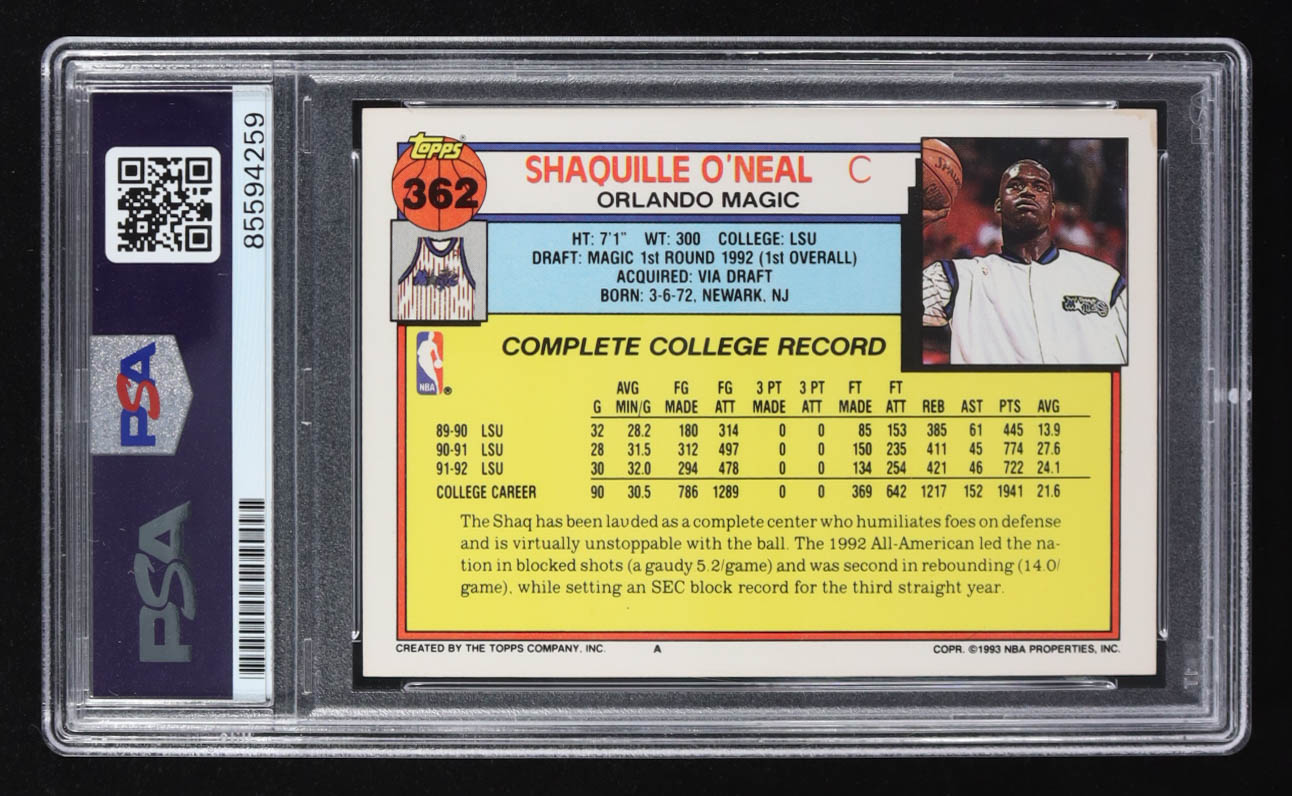 85594259
PSA
PSA
Topps
362
SHAQUILLE O'NEAL C
ORLANDO MAGIC
Magic
HT: 7'1" WT: 300 COLLEGE: LSU
DRAFT: MAGIC 1st ROUND 1992 (1st OVERALL)
ACQUIRED: VIA DRAFT
BORN: 3-6-72, NEWARK, NJ
NBA
COMPLETE COLLEGE RECORD
AVG FG FG 3 PT 3 PT FT FT
G MIN/G MADE ATT MADE ATT MADE ATT REB AST PTS AVG
89-90 LSU 32 28.2 180 314 0 0 85 153 385 61 445 13.9
90-91 LSU 28 31.5 312 497 0 0 150 235 411 45 774 27.6
91-92 LSU 30 32.0 294 478 0 0 134 254 421 46 722 24.1
COLLEGE CAREER 90 30.5 786 1289 0 0 369 642 1217 152 1941 21.6
The Shaq has been lauded as a complete center who humiliates foes on defense
and is virtually unstoppable with the ball. The 1992 All-American led the na-
tion in blocked shots (a gaudy 5.2/game) and was second in rebounding (14.0/
game), while setting an SEC block record for the third straight year.
CREATED BY THE TOPPS COMPANY, INC. A COPR. ©1993 NBA PROPERTIES, INC.